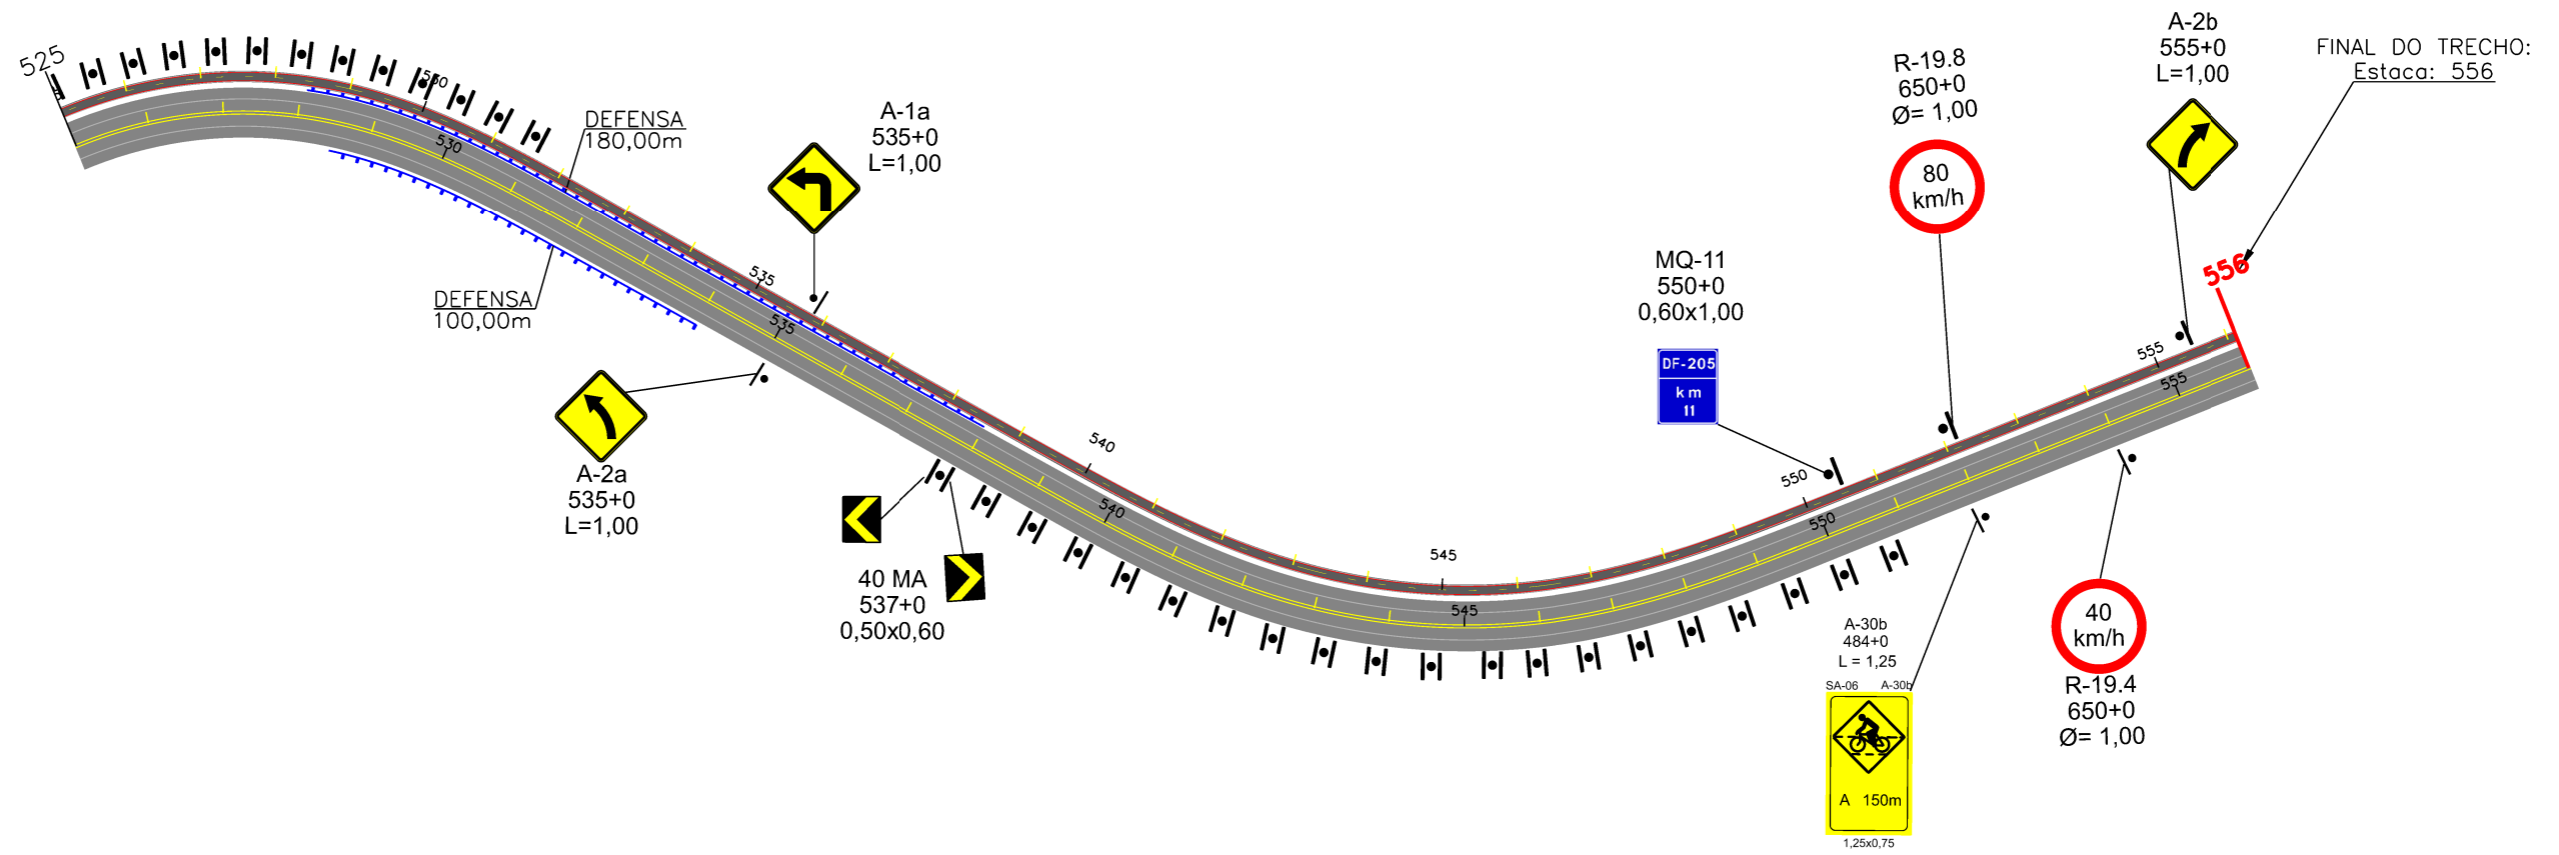 525
530
530
DEFENSA
180,00m
DEFENSA
100,00m
A-1a
535+0
L=1,00
535
535
A-2a
535+0
L=1,00
40 MA
537+0
0,50x0,60
540
540
545
545
MQ-11
550+0
0,60x1,00
DF-205
km
11
550
550
R-19.8
650+0
Ø= 1,00
80
km/h
A-2b
555+0
L=1,00
FINAL DO TRECHO:
Estaca: 556
556
555
555
A-30b
484+0
L = 1,25
SA-06 A-30b
A 150m
1,25x0,75
40
km/h
R-19.4
650+0
Ø= 1,00